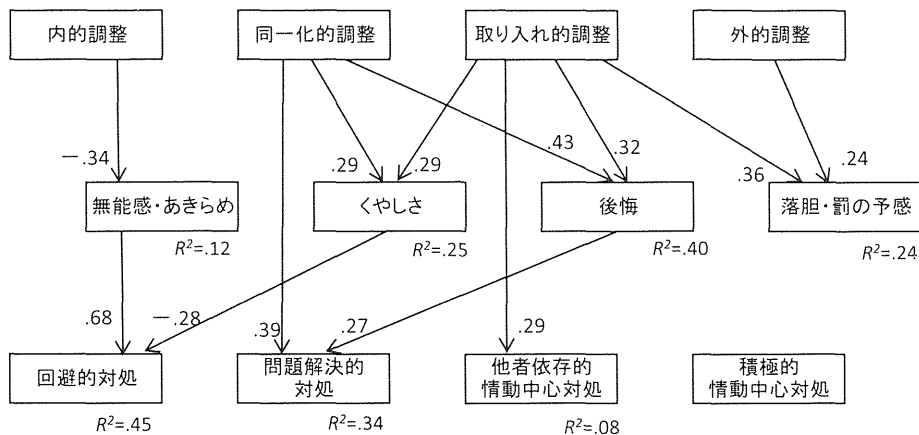 内的調整
同一化的調整
取り入れ的調整
外的調整
－.34
.29
.29
.43
.32
.36
.24
無能感・あきらめ
くやしさ
後悔
落胆・罰の予感
R²=.12
R²=.25
R²=.40
R²=.24
.68
－.28
.39
.27
.29
回避的対処
問題解決的
対処
他者依存的
情動中心対処
積極的
情動中心対処
R²=.45
R²=.34
R²=.08